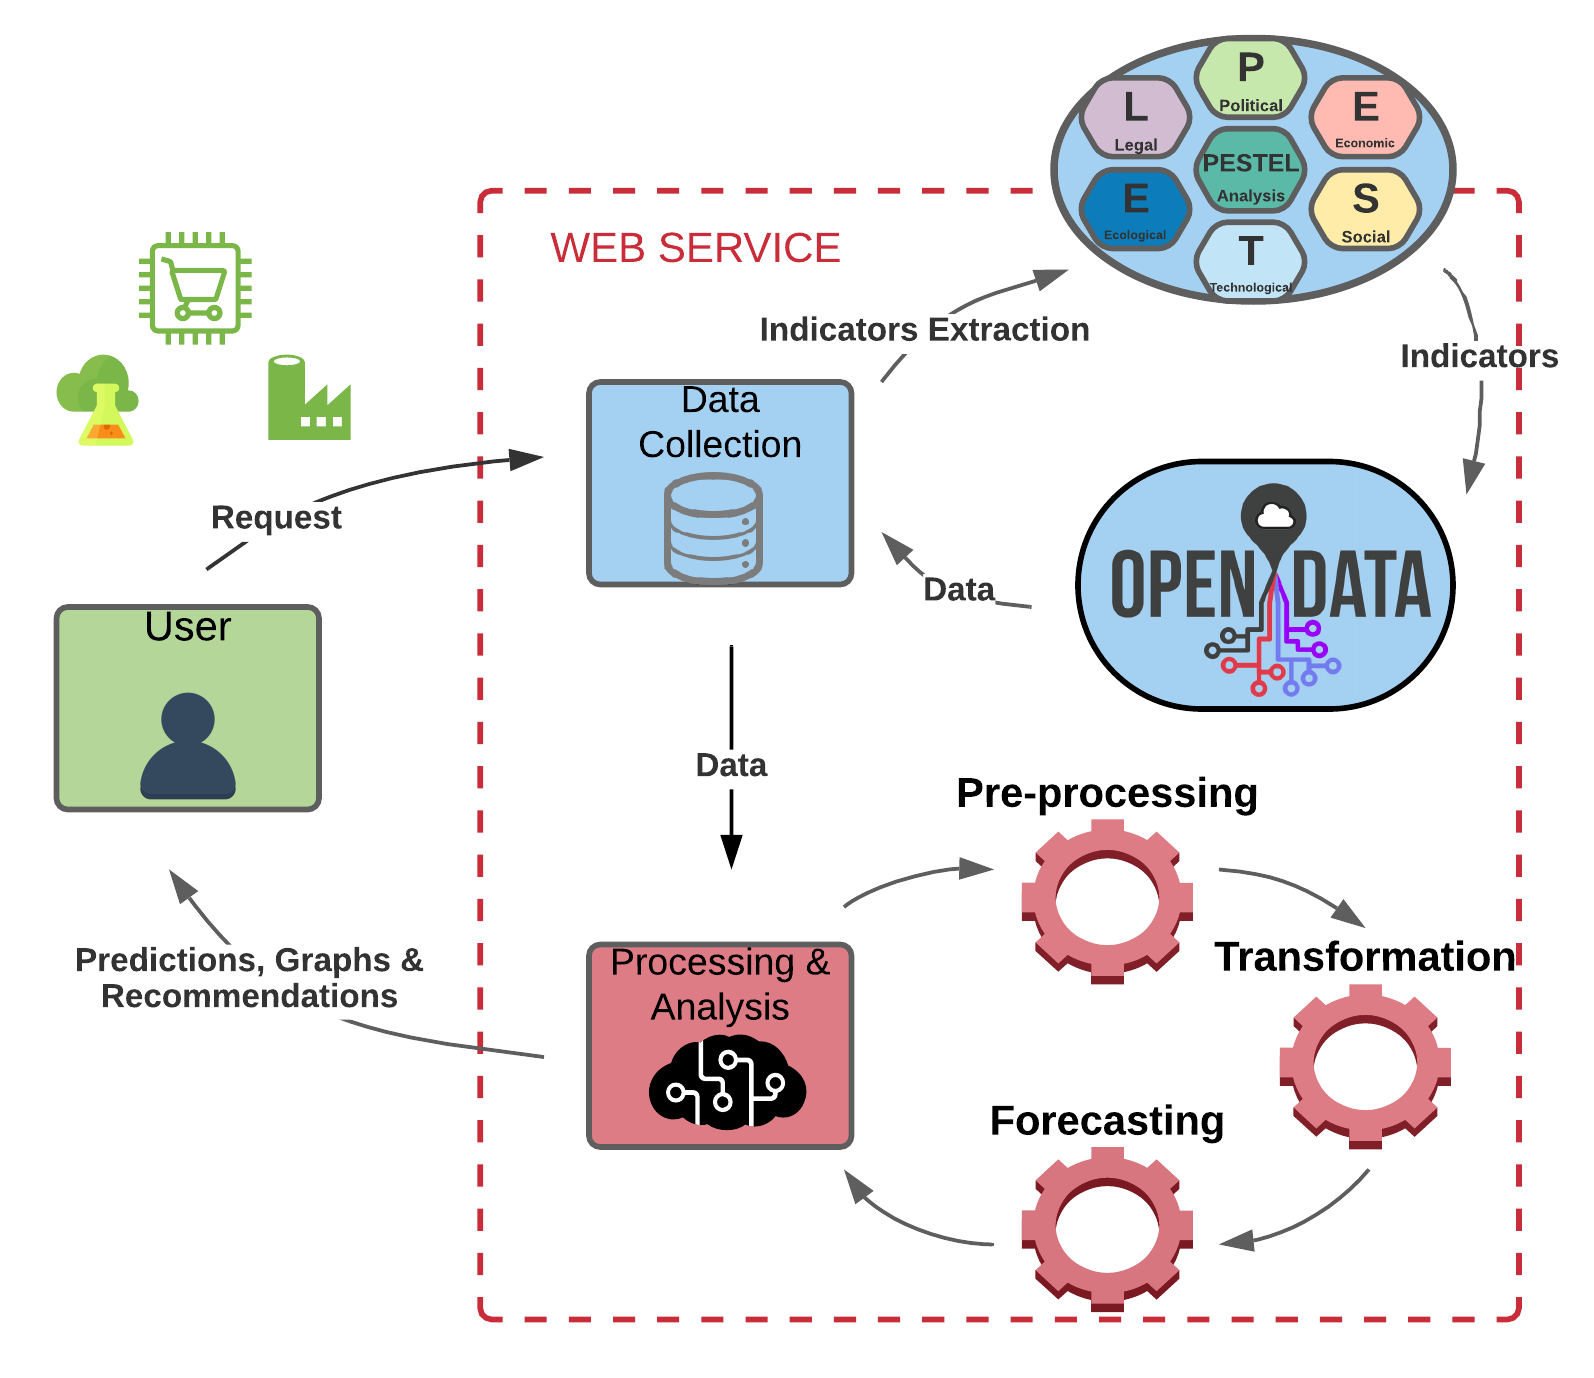 P
Political
L
Legal
E
Economic
PESTEL
Analysis
E
Ecological
S
Social
T
Technological
WEB SERVICE
Indicators Extraction
Indicators
Data
Collection
Request
OPEN DATA
Data
User
Data
Pre-processing
Processing &
Analysis
Transformation
Predictions, Graphs &
Recommendations
Forecasting